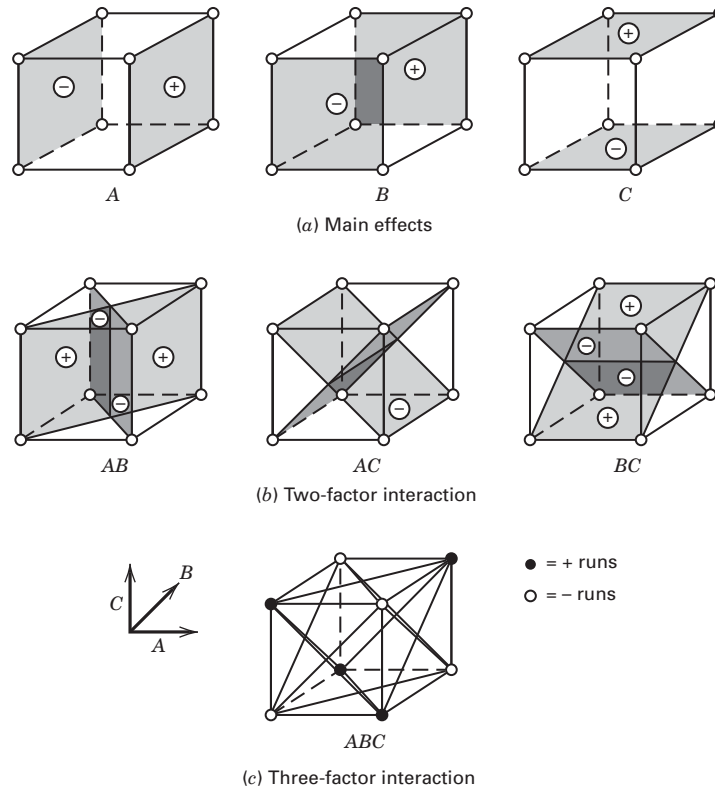 − + − + + −
A B C
(a) Main effects
− + + − − + − − +
AB AC BC
(b) Two-factor interaction
B
C
A
● = + runs
○ = − runs
ABC
(c) Three-factor interaction